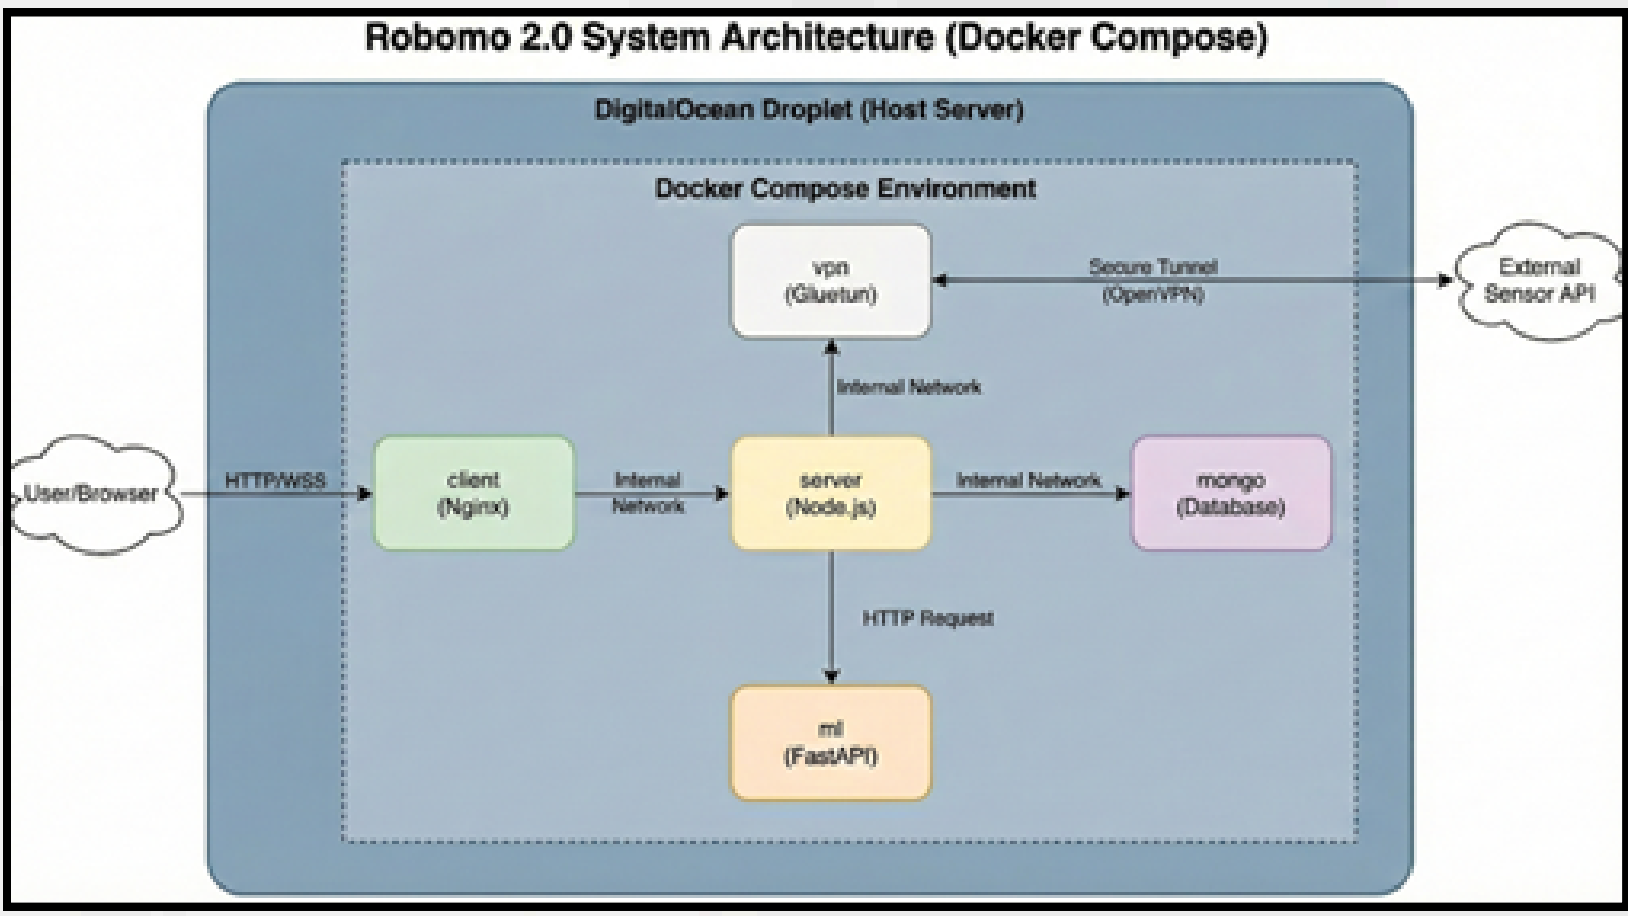 Robomo 2.0 System Architecture (Docker Compose)
DigitalOcean Droplet (Host Server)
Docker Compose Environment
vpn
(Gluetun)
Secure Tunnel
(OpenVPN)
External
Sensor API
Internal Network
User/Browser
HTTP/WSS
client
(Nginx)
Internal
Network
server
(Node.js)
Internal Network
mongo
(Database)
HTTP Request
ml
(FastAPI)